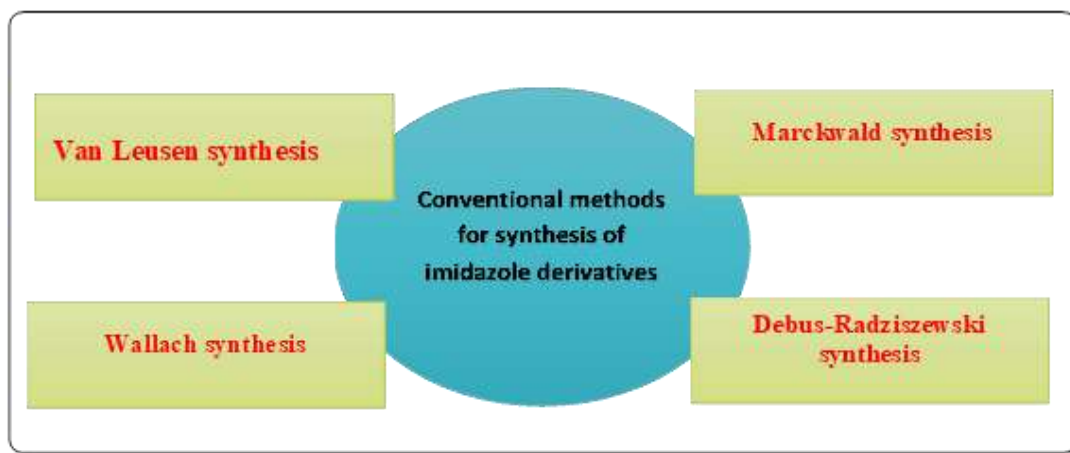 Van Leusen synthesis
Marckwald synthesis
Conventional methods
for synthesis of
imidazole derivatives
Wallach synthesis
Debus-Radziszewski
synthesis